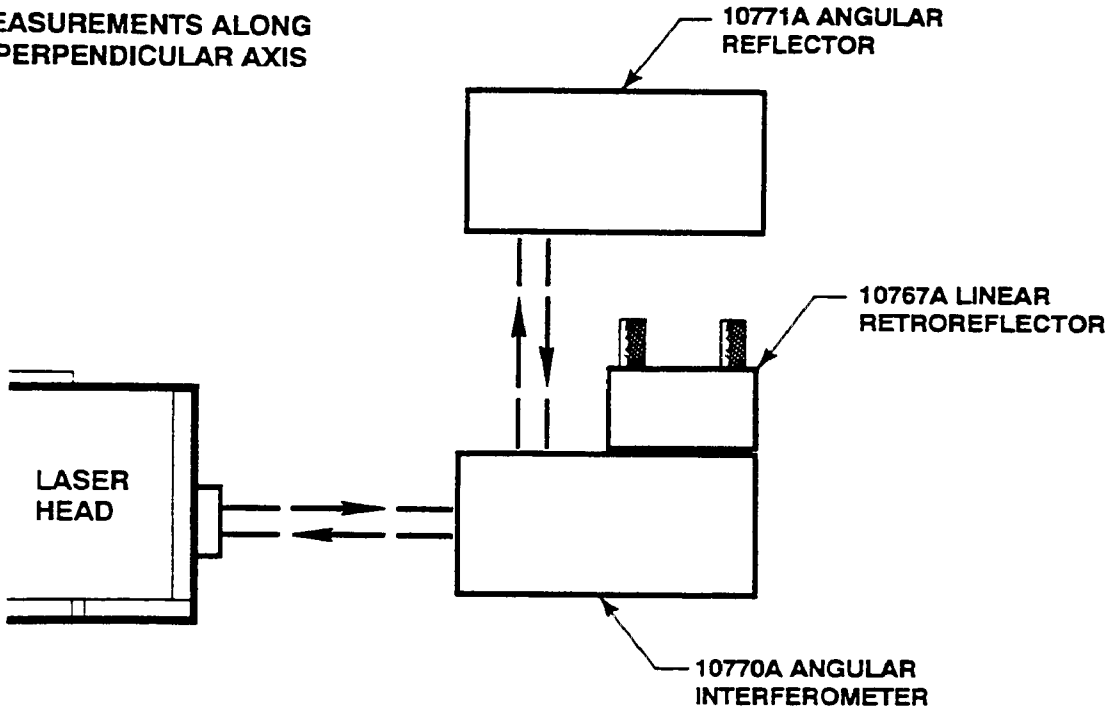 EASUREMENTS ALONG
PERPENDICULAR AXIS
10771A ANGULAR
REFLECTOR
10767A LINEAR
RETROREFLECTOR
LASER
HEAD
10770A ANGULAR
INTERFEROMETER